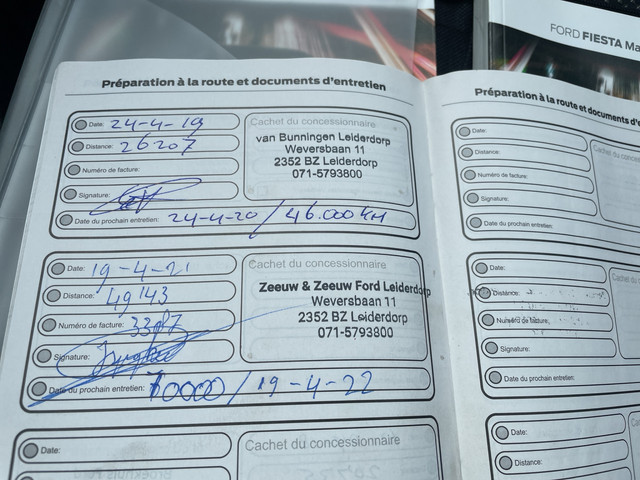 FORD FIESTA Ma
Préparation à la route et documents d'entretien
Date: 24-4-19
Distance: 26207
Numéro de facture:
Signature:
Date du prochain entretien: 24-4-20 / 46.000 KM
Cachet du concessionnaire
van Bunningen Leiderdorp
Weversbaan 11
2352 BZ Leiderdorp
071-5793800
Date: 19-4-21
Distance: 49143
Numéro de facture:
Signature:
Date du prochain entretien: 70000 / 19-4-22
Cachet du concessionnaire
Zeeuw & Zeeuw Ford Leiderdorp
Weversbaan 11
2352 BZ Leiderdorp
071-5793800
Date:
Cachet du concessionnaire
Préparation à la route et documents d'e
Date:
Distance:
Numéro de facture:
Signature:
Date du prochain entretien:
Cachet du conces
Date:
Distance:
Numéro de facture:
Signature:
Date du prochain entretien:
Cachet du c
Date:
Distance: